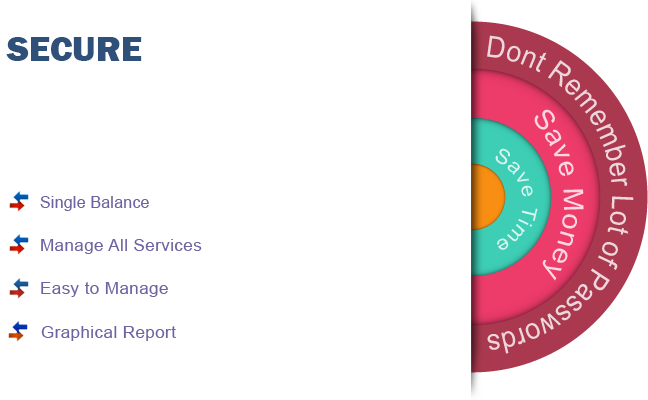 SECURE
Single Balance
Manage All Services
Easy to Manage
Graphical Report
Dont Remember Lot of Passwords
Save Money
Save Time